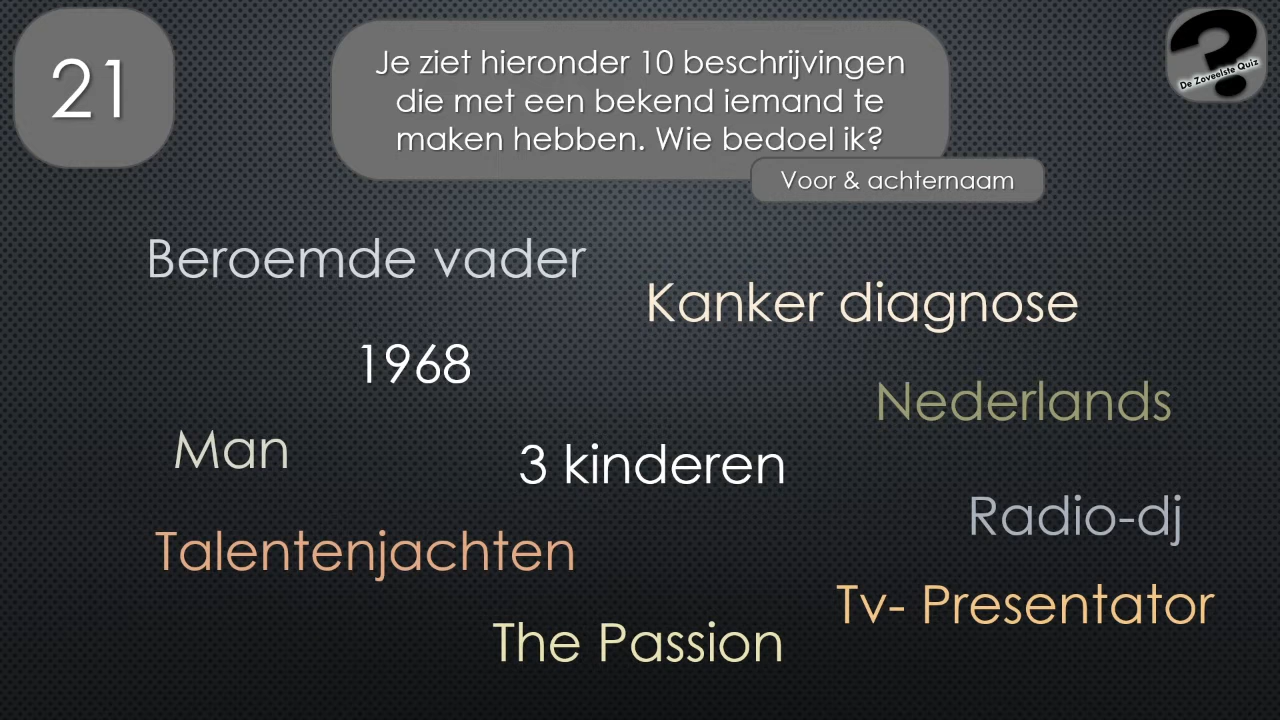 21
Je ziet hieronder 10 beschrijvingen
die met een bekend iemand te
maken hebben. Wie bedoel ik?
Voor & achternaam
De Zoveelste Quiz
Beroemde vader
Kanker diagnose
1968
Nederlands
Man
3 kinderen
Radio-dj
Talentenjachten
Tv- Presentator
The Passion